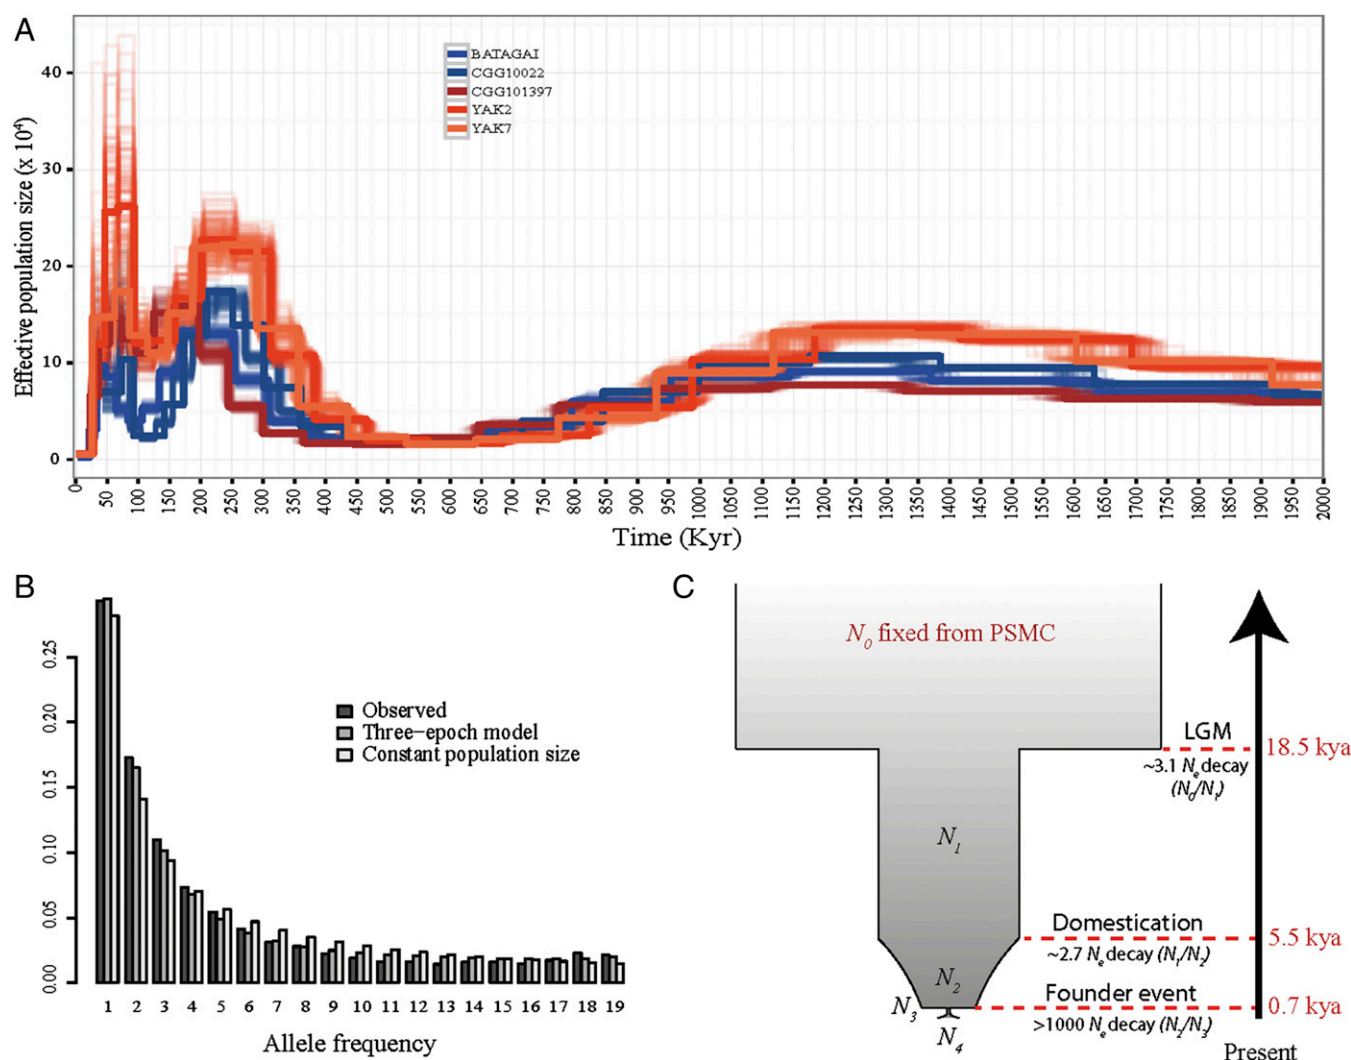 A
BATAGAI
CGG10022
CGG101397
YAK2
YAK7
Effective population size (x 10⁴)
40
30
20
10
0
0 50 100 150 200 250 300 350 400 450 500 550 600 650 700 750 800 850 900 950 1000 1050 1100 1150 1200 1250 1300 1350 1400 1450 1500 1550 1600 1650 1700 1750 1800 1850 1900 1950 2000
Time (Kyr)
B
0.25
0.20
0.15
0.10
0.05
0.00
Observed
Three-epoch model
Constant population size
1 2 3 4 5 6 7 8 9 10 11 12 13 14 15 16 17 18 19
Allele frequency
C
N₀ fixed from PSMC
LGM
18.5 kya
~3.1 Nₑ decay
(N₀/N₁)
N₁
Domestication
5.5 kya
~2.7 Nₑ decay (N₁/N₂)
N₂
Founder event
0.7 kya
N₃
>1000 Nₑ decay (N₂/N₃)
N₄
Present